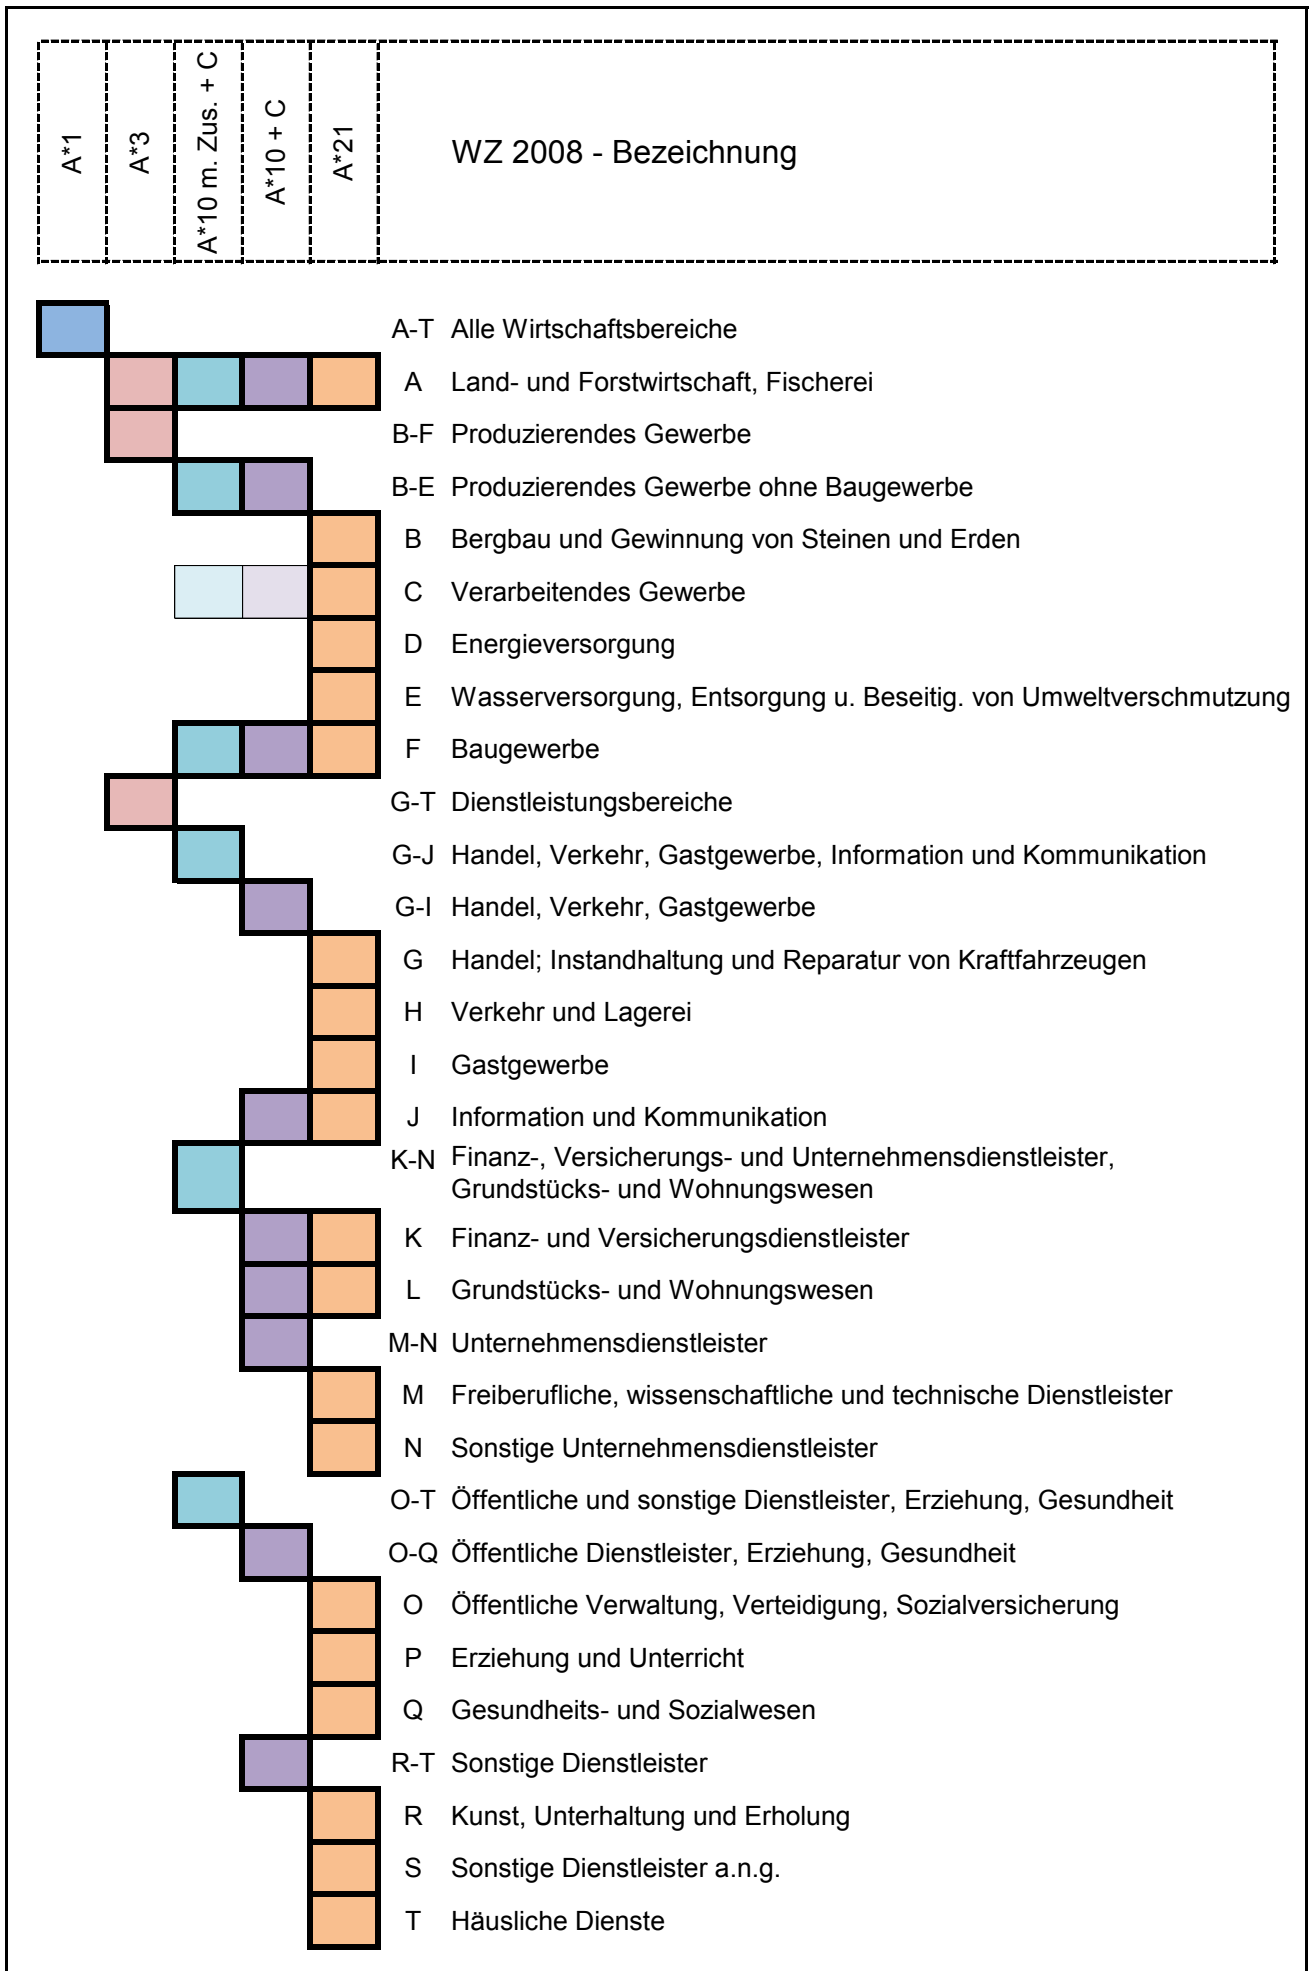 A*1
A*3
A*10 m. Zus. + C
A*10 + C
A*21
WZ 2008 - Bezeichnung
A-T Alle Wirtschaftsbereiche
A Land- und Forstwirtschaft, Fischerei
B-F Produzierendes Gewerbe
B-E Produzierendes Gewerbe ohne Baugewerbe
B Bergbau und Gewinnung von Steinen und Erden
C Verarbeitendes Gewerbe
D Energieversorgung
E Wasserversorgung, Entsorgung u. Beseitig. von Umweltverschmutzung
F Baugewerbe
G-T Dienstleistungsbereiche
G-J Handel, Verkehr, Gastgewerbe, Information und Kommunikation
G-I Handel, Verkehr, Gastgewerbe
G Handel; Instandhaltung und Reparatur von Kraftfahrzeugen
H Verkehr und Lagerei
I Gastgewerbe
J Information und Kommunikation
K-N Finanz-, Versicherungs- und Unternehmensdienstleister,
Grundstücks- und Wohnungswesen
K Finanz- und Versicherungsdienstleister
L Grundstücks- und Wohnungswesen
M-N Unternehmensdienstleister
M Freiberufliche, wissenschaftliche und technische Dienstleister
N Sonstige Unternehmensdienstleister
O-T Öffentliche und sonstige Dienstleister, Erziehung, Gesundheit
O-Q Öffentliche Dienstleister, Erziehung, Gesundheit
O Öffentliche Verwaltung, Verteidigung, Sozialversicherung
P Erziehung und Unterricht
Q Gesundheits- und Sozialwesen
R-T Sonstige Dienstleister
R Kunst, Unterhaltung und Erholung
S Sonstige Dienstleister a.n.g.
T Häusliche Dienste